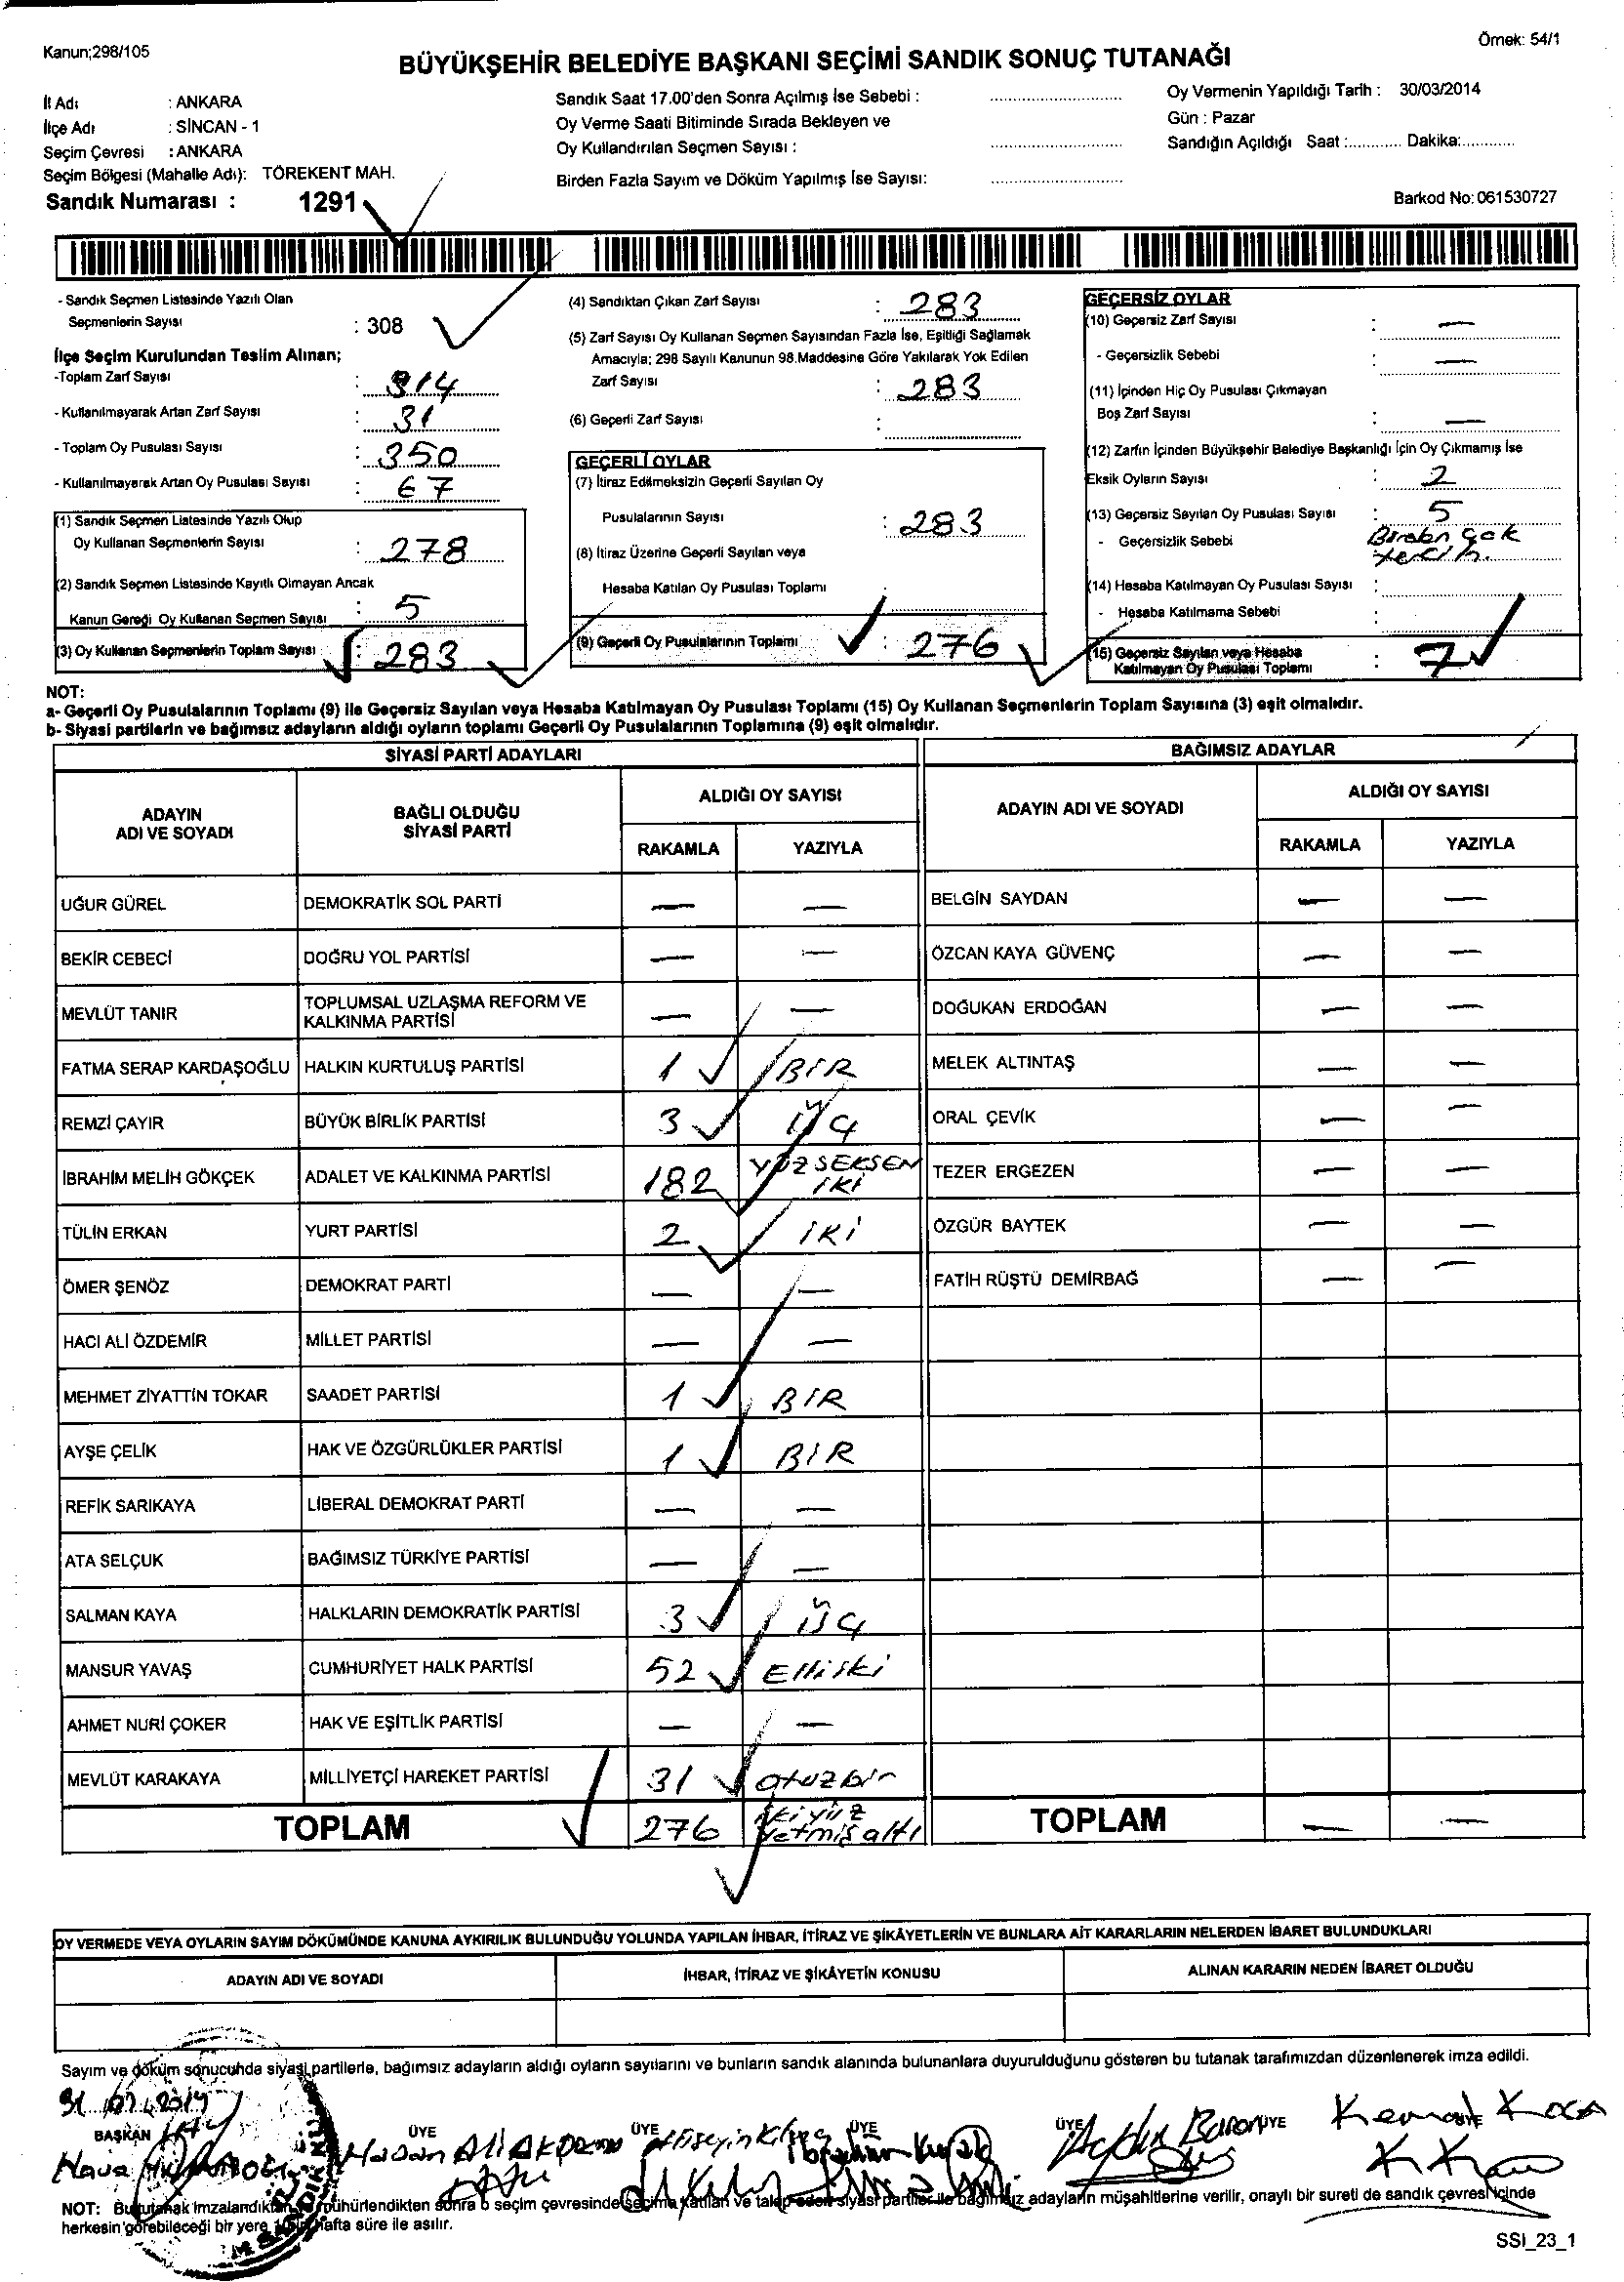 Kanun;298/105
Örnek: 54/1
BÜYÜKŞEHİR BELEDİYE BAŞKANI SEÇİMİ SANDIK SONUÇ TUTANAĞI
İl Adı : ANKARA
İlçe Adı : SİNCAN - 1
Seçim Çevresi : ANKARA
Seçim Bölgesi (Mahalle Adı): TÖREKENT MAH.
Sandık Numarası : 1291
Sandık Saat 17.00'den Sonra Açılmış İse Sebebi :
Oy Verme Saati Bitiminde Sırada Bekleyen ve
Oy Kullandırılan Seçmen Sayısı :
Birden Fazla Sayım ve Döküm Yapılmış İse Sayısı:
Oy Vermenin Yapıldığı Tarih : 30/03/2014
Gün : Pazar
Sandığın Açıldığı Saat :............ Dakika:............
Barkod No: 061530727
- Sandık Seçmen Listesinde Yazılı Olan
Seçmenlerin Sayısı : 308
İlçe Seçim Kurulundan Teslim Alınan;
-Toplam Zarf Sayısı : 314
- Kullanılmayarak Artan Zarf Sayısı : 31
- Toplam Oy Pusulası Sayısı : 350
- Kullanılmayarak Artan Oy Pusulası Sayısı : 67
(1) Sandık Seçmen Listesinde Yazılı Olup
Oy Kullanan Seçmenlerin Sayısı : 278
(2) Sandık Seçmen Listesinde Kayıtlı Olmayan Ancak
Kanun Gereği Oy Kullanan Seçmen Sayısı : 5
(3) Oy Kullanan Seçmenlerin Toplam Sayısı : 283
(4) Sandıktan Çıkan Zarf Sayısı : 283
(5) Zarf Sayısı Oy Kullanan Seçmen Sayısından Fazla İse, Eşitliği Sağlamak
Amacıyla; 298 Sayılı Kanunun 98.Maddesine Göre Yakılarak Yok Edilen
Zarf Sayısı : 283
(6) Geçerli Zarf Sayısı :
GEÇERLİ OYLAR
(7) İtiraz Edilmeksizin Geçerli Sayılan Oy
Pusulalarının Sayısı : 283
(8) İtiraz Üzerine Geçerli Sayılan veya
Hesaba Katılan Oy Pusulası Toplamı :
(9) Geçerli Oy Pusulalarının Toplamı : 276
GEÇERSİZ OYLAR
(10) Geçersiz Zarf Sayısı : —
- Geçersizlik Sebebi : —
(11) İçinden Hiç Oy Pusulası Çıkmayan
Boş Zarf Sayısı : —
(12) Zarfın İçinden Büyükşehir Belediye Başkanlığı İçin Oy Çıkmamış İse
Eksik Oyların Sayısı : 2
(13) Geçersiz Sayılan Oy Pusulası Sayısı : 5
- Geçersizlik Sebebi : Birden çok
tercih.
(14) Hesaba Katılmayan Oy Pusulası Sayısı :
- Hesaba Katılmama Sebebi :
(15) Geçersiz Sayılan veya Hesaba
Katılmayan Oy Pusulası Toplamı : 7
NOT:
a- Geçerli Oy Pusulalarının Toplamı (9) ile Geçersiz Sayılan veya Hesaba Katılmayan Oy Pusulası Toplamı (15) Oy Kullanan Seçmenlerin Toplam Sayısına (3) eşit olmalıdır.
b- Siyasi partilerin ve bağımsız adayların aldığı oyların toplamı Geçerli Oy Pusulalarının Toplamına (9) eşit olmalıdır.
SİYASİ PARTİ ADAYLARI
ADAYIN ADI VE SOYADI
BAĞLI OLDUĞU SİYASİ PARTİ
ALDIĞI OY SAYISI
RAKAMLA YAZIYLA
UĞUR GÜREL DEMOKRATİK SOL PARTİ — —
BEKİR CEBECİ DOĞRU YOL PARTİSİ — —
MEVLÜT TANIR TOPLUMSAL UZLAŞMA REFORM VE KALKINMA PARTİSİ — —
FATMA SERAP KARDAŞOĞLU HALKIN KURTULUŞ PARTİSİ 1 BİR
REMZİ ÇAYIR BÜYÜK BİRLİK PARTİSİ 3 ÜÇ
İBRAHİM MELİH GÖKÇEK ADALET VE KALKINMA PARTİSİ 182 YÜZSEKSEN İKİ
TÜLİN ERKAN YURT PARTİSİ 2 İKİ
ÖMER ŞENÖZ DEMOKRAT PARTİ — —
HACI ALİ ÖZDEMİR MİLLET PARTİSİ — —
MEHMET ZİYATTİN TOKAR SAADET PARTİSİ 1 BİR
AYŞE ÇELİK HAK VE ÖZGÜRLÜKLER PARTİSİ 1 BİR
REFİK SARIKAYA LİBERAL DEMOKRAT PARTİ — —
ATA SELÇUK BAĞIMSIZ TÜRKİYE PARTİSİ — —
SALMAN KAYA HALKLARIN DEMOKRATİK PARTİSİ 3 ÜÇ
MANSUR YAVAŞ CUMHURİYET HALK PARTİSİ 52 Elliiki
AHMET NURİ ÇOKER HAK VE EŞİTLİK PARTİSİ — —
MEVLÜT KARAKAYA MİLLİYETÇİ HAREKET PARTİSİ 31 otuzbir
TOPLAM 276 ikiyüz yetmiş altı
BAĞIMSIZ ADAYLAR
ADAYIN ADI VE SOYADI
ALDIĞI OY SAYISI
RAKAMLA YAZIYLA
BELGİN SAYDAN — —
ÖZCAN KAYA GÜVENÇ — —
DOĞUKAN ERDOĞAN — —
MELEK ALTINTAŞ — —
ORAL ÇEVİK — —
TEZER ERGEZEN — —
ÖZGÜR BAYTEK — —
FATİH RÜŞTÜ DEMİRBAĞ — —
TOPLAM — —
OY VERMEDE VEYA OYLARIN SAYIM DÖKÜMÜNDE KANUNA AYKIRILIK BULUNDUĞU YOLUNDA YAPILAN İHBAR, İTİRAZ VE ŞİKÂYETLERİN VE BUNLARA AİT KARARLARIN NELERDEN İBARET BULUNDUKLARI
ADAYIN ADI VE SOYADI
İHBAR, İTİRAZ VE ŞİKÂYETİN KONUSU
ALINAN KARARIN NEDEN İBARET OLDUĞU
Sayım ve döküm sonucunda siyasi partilerle, bağımsız adayların aldığı oyların sayılarını ve bunların sandık alanında bulunanlara duyurulduğunu gösteren bu tutanak tarafımızdan düzenlenerek imza edildi.
BAŞKAN ÜYE ÜYE ÜYE ÜYE ÜYE
Hava
Hasan Ali
Hüseyin
İbrahim
Aydın
Kemal Koca
NOT: Bu tutanak imzalandıktan ve mühürlendikten sonra o seçim çevresinde seçime katılan ve talep eden siyasi partiler ile bağımsız adayların müşahitlerine verilir, onaylı bir sureti de sandık çevresi içinde
herkesin görebileceği bir yere hafta süre ile asılır.
SSI_23_1